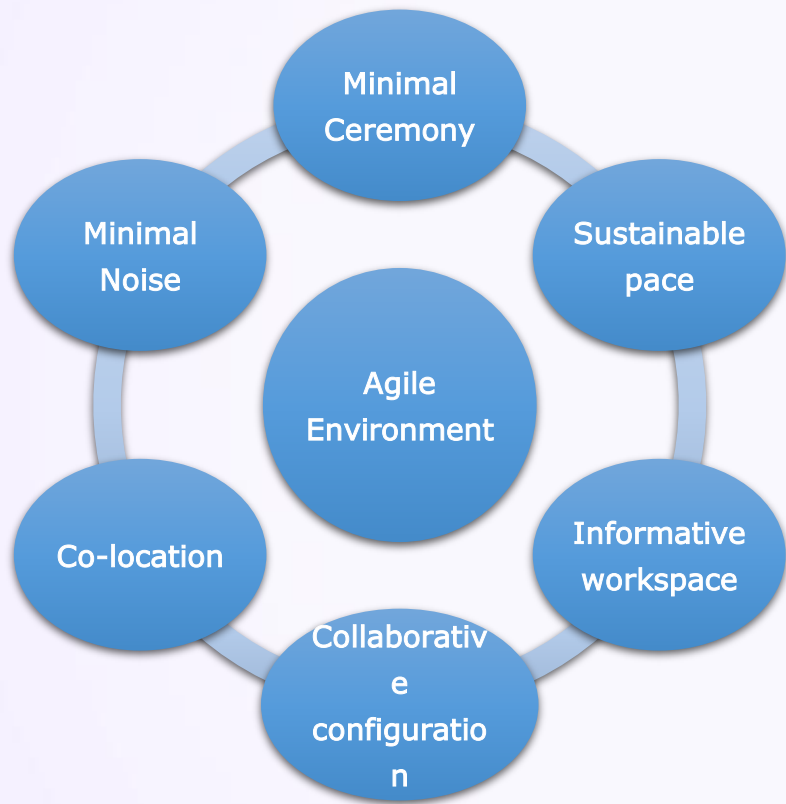 Minimal
Ceremony
Sustainable
pace
Informative
workspace
Collaborativ
e
configuratio
n
Co-location
Minimal
Noise
Agile
Environment